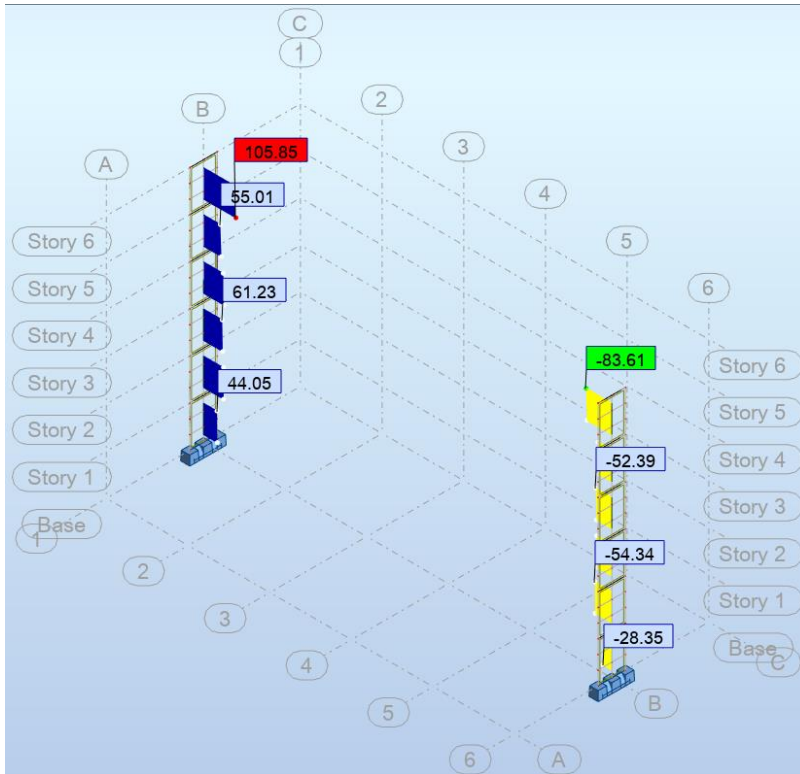 C
1
2
B
3
A
105.85
4
55.01
5
Story 6
6
Story 5
61.23
Story 4
-83.61
Story 6
Story 3
44.05
Story 5
Story 2
Story 4
-52.39
Story 1
Story 3
Base
1
Story 2
-54.34
2
Story 1
3
-28.35
Base
C
4
B
5
6
A